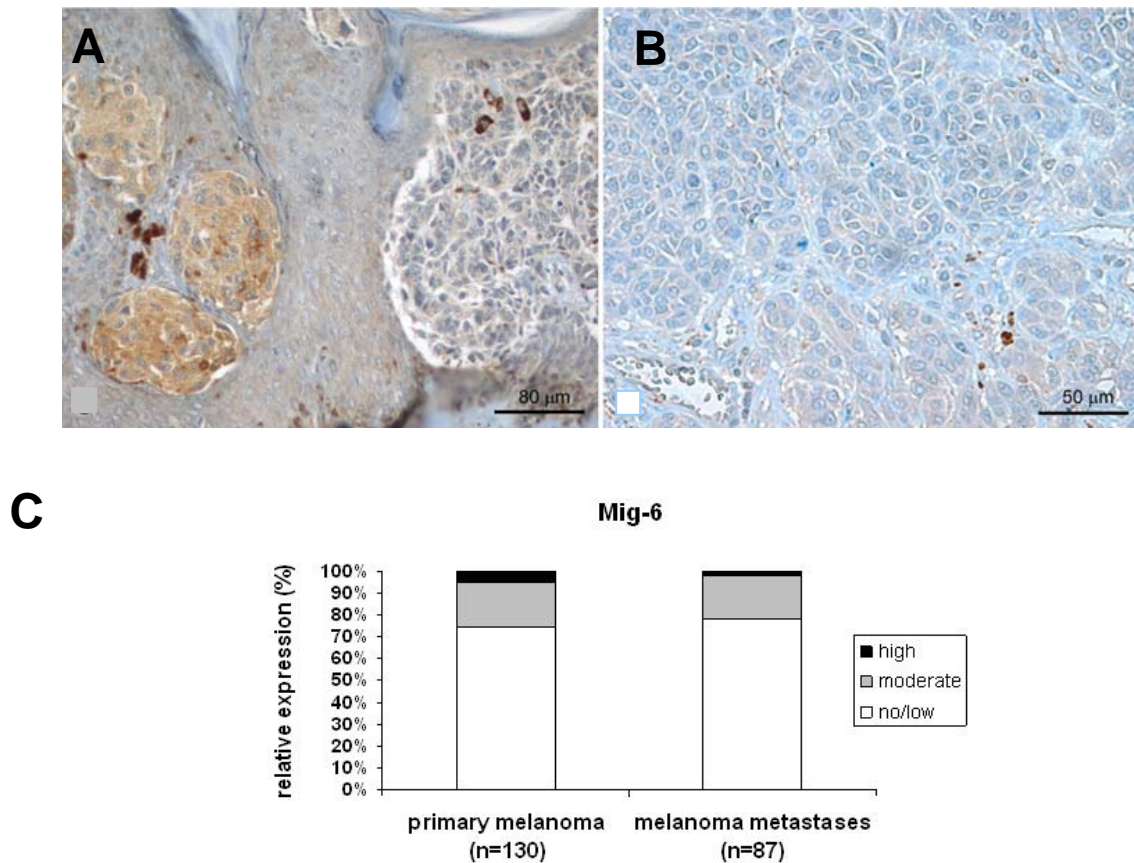 A
B
80 µm
50 µm
C
Mig-6
relative expression (%)
100%
90%
80%
70%
60%
50%
40%
30%
20%
10%
0%
high
moderate
no/low
primary melanoma
(n=130)
melanoma metastases
(n=87)